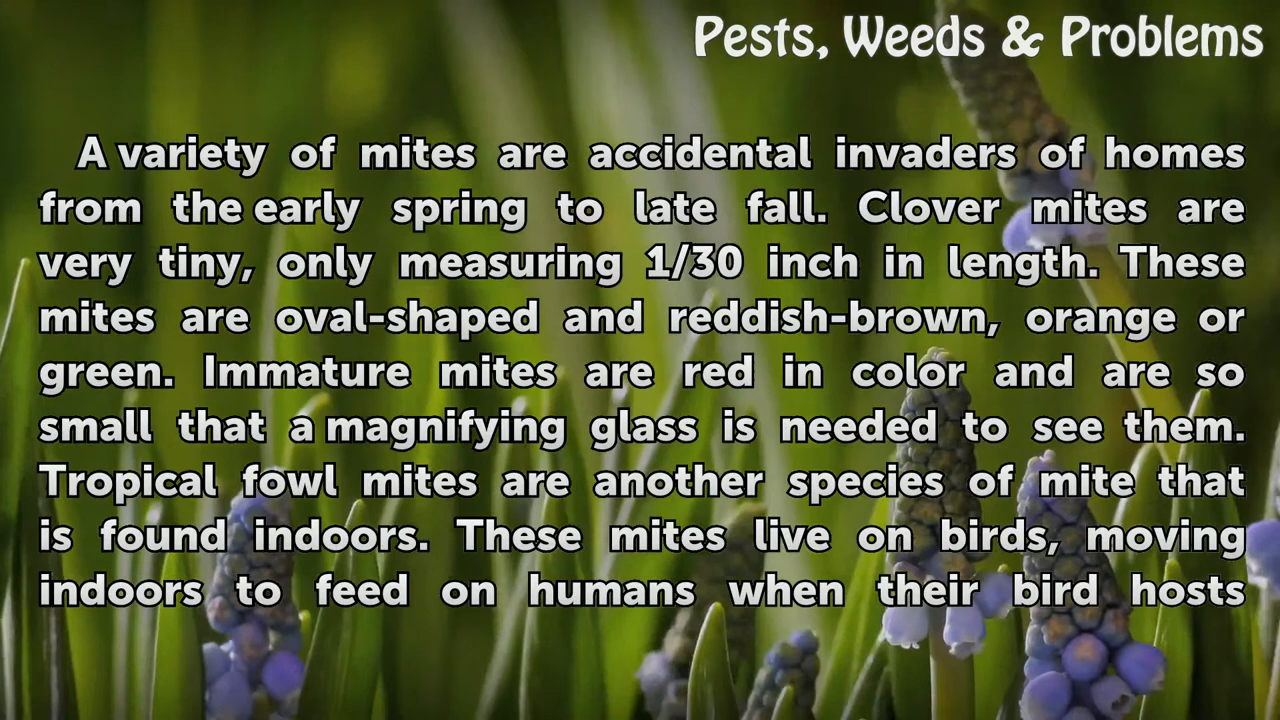 Pests, Weeds & Problems
A variety of mites are accidental invaders of homes
from the early spring to late fall. Clover mites are
very tiny, only measuring 1/30 inch in length. These
mites are oval-shaped and reddish-brown, orange or
green. Immature mites are red in color and are so
small that a magnifying glass is needed to see them.
Tropical fowl mites are another species of mite that
is found indoors. These mites live on birds, moving
indoors to feed on humans when their bird hosts